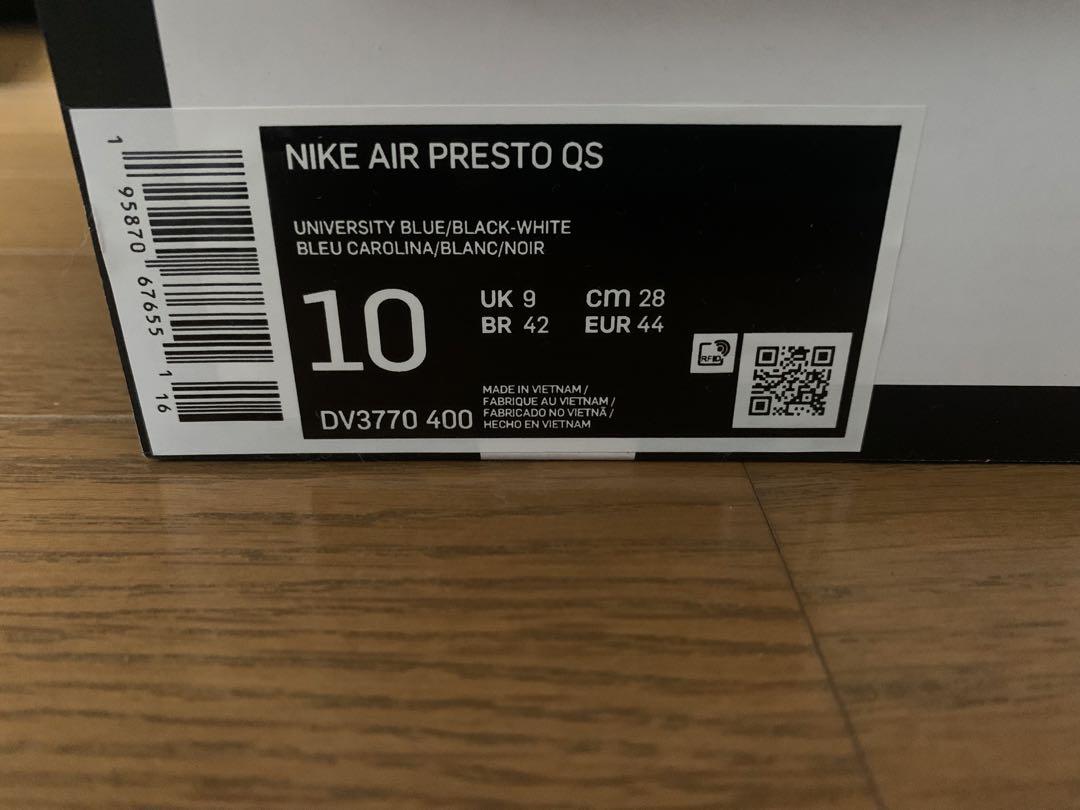 NIKE AIR PRESTO QS
UNIVERSITY BLUE/BLACK-WHITE
BLEU CAROLINA/BLANC/NOIR
10
UK 9 cm 28
BR 42 EUR 44
RFID
MADE IN VIETNAM /
FABRIQUE AU VIETNAM /
FABRICADO NO VIETNÃ /
HECHO EN VIETNAM
DV3770 400
1 95870 67655 1 16